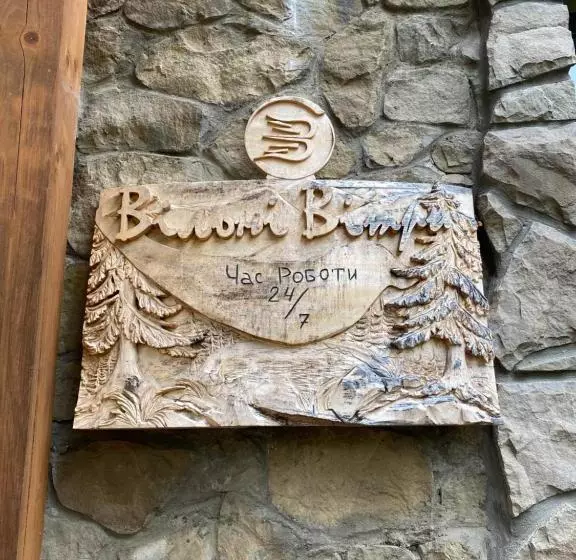 Вільні Вітри
Час Роботи
24/
7